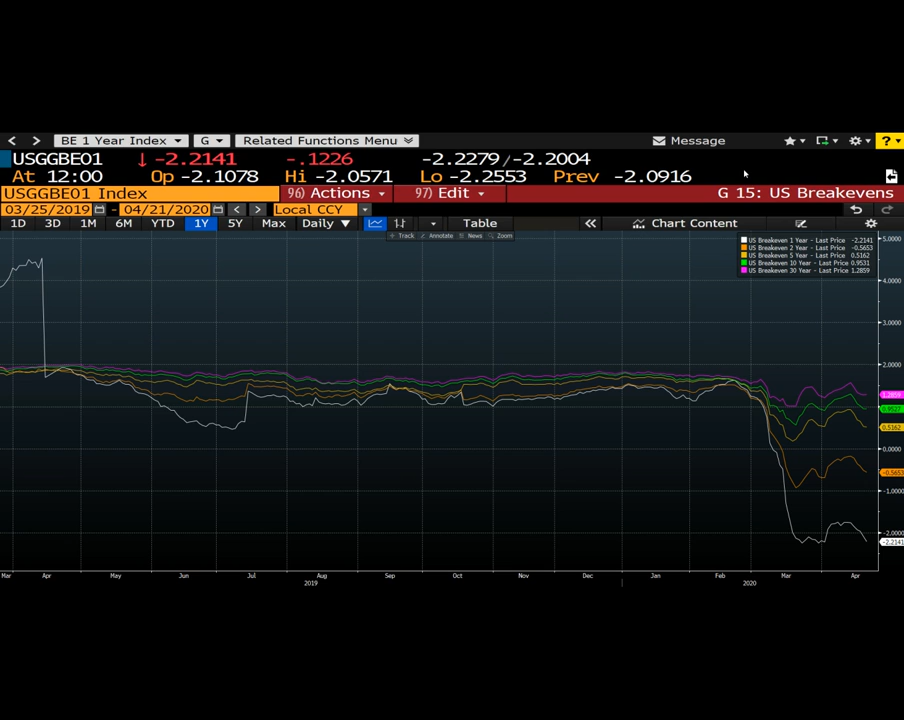 BE 1 Year Index G Related Functions Menu Message ?
USGGBE01 ↓ -2.2141 -.1226 -2.2279/-2.2004
At 12:00 Op -2.1078 Hi -2.0571 Lo -2.2553 Prev -2.0916
USGGBE01 Index 96) Actions 97) Edit G 15: US Breakevens
03/25/2019 04/21/2020 Local CCY
1D 3D 1M 6M YTD 1Y 5Y Max Daily ▼ Table « Chart Content
+ Track Annotate News Zoom
US Breakeven 1 Year - Last Price -2.2141
US Breakeven 2 Year - Last Price -0.5653
US Breakeven 5 Year - Last Price 0.5162
US Breakeven 10 Year - Last Price 0.9531
US Breakeven 30 Year - Last Price 1.2859
5.0000
4.0000
3.0000
2.0000
1.2859
0.9527
0.5162
0.0000
-0.5653
-1.0000
-2.0000
-2.2141
Mar Apr May Jun Jul Aug Sep Oct Nov Dec Jan Feb Mar Apr
2019 2020